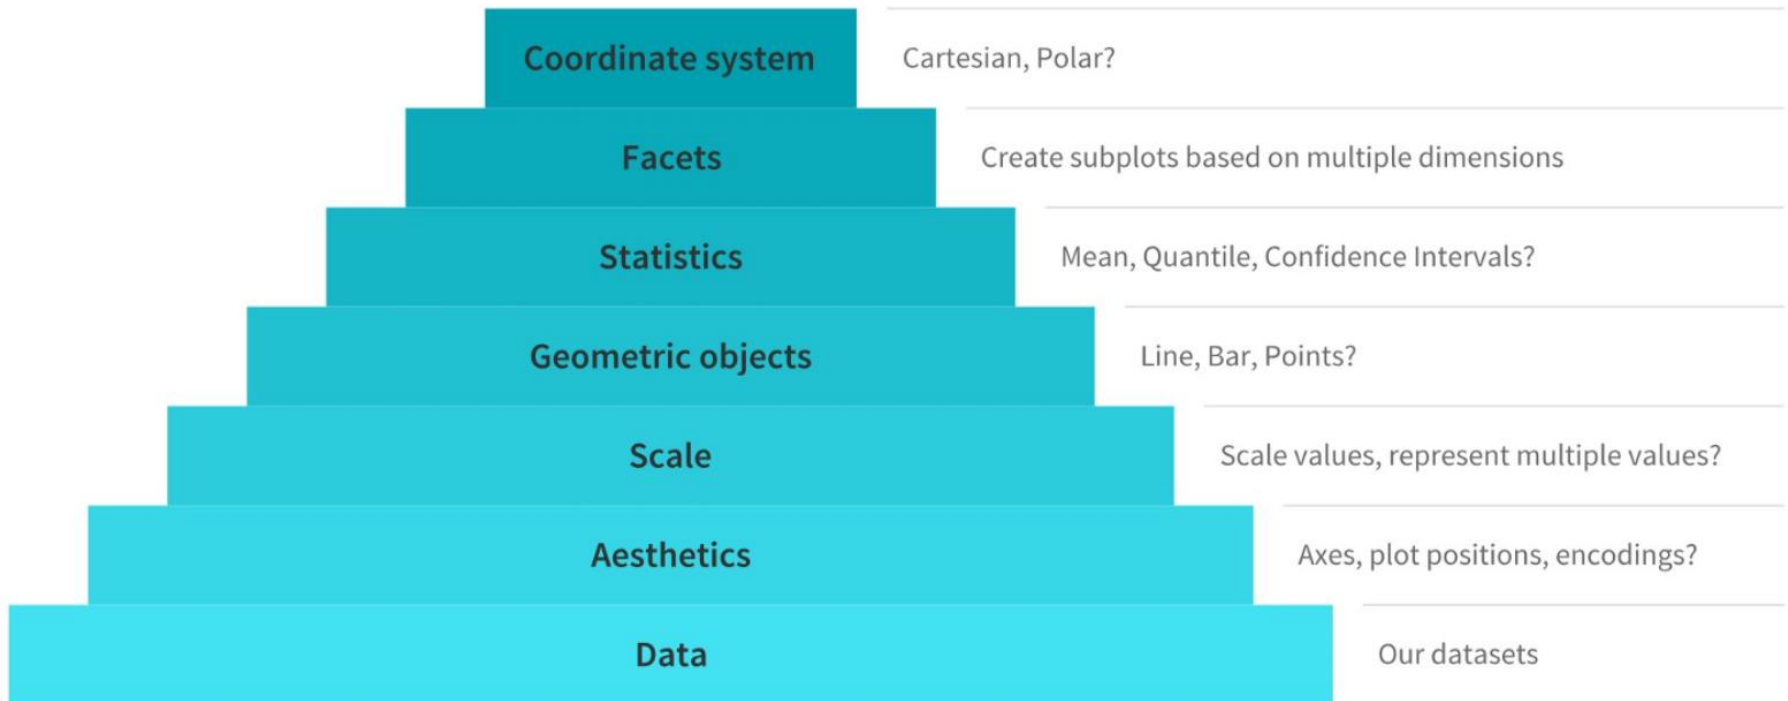 Coordinate system
Cartesian, Polar?
Facets
Create subplots based on multiple dimensions
Statistics
Mean, Quantile, Confidence Intervals?
Geometric objects
Line, Bar, Points?
Scale
Scale values, represent multiple values?
Aesthetics
Axes, plot positions, encodings?
Data
Our datasets